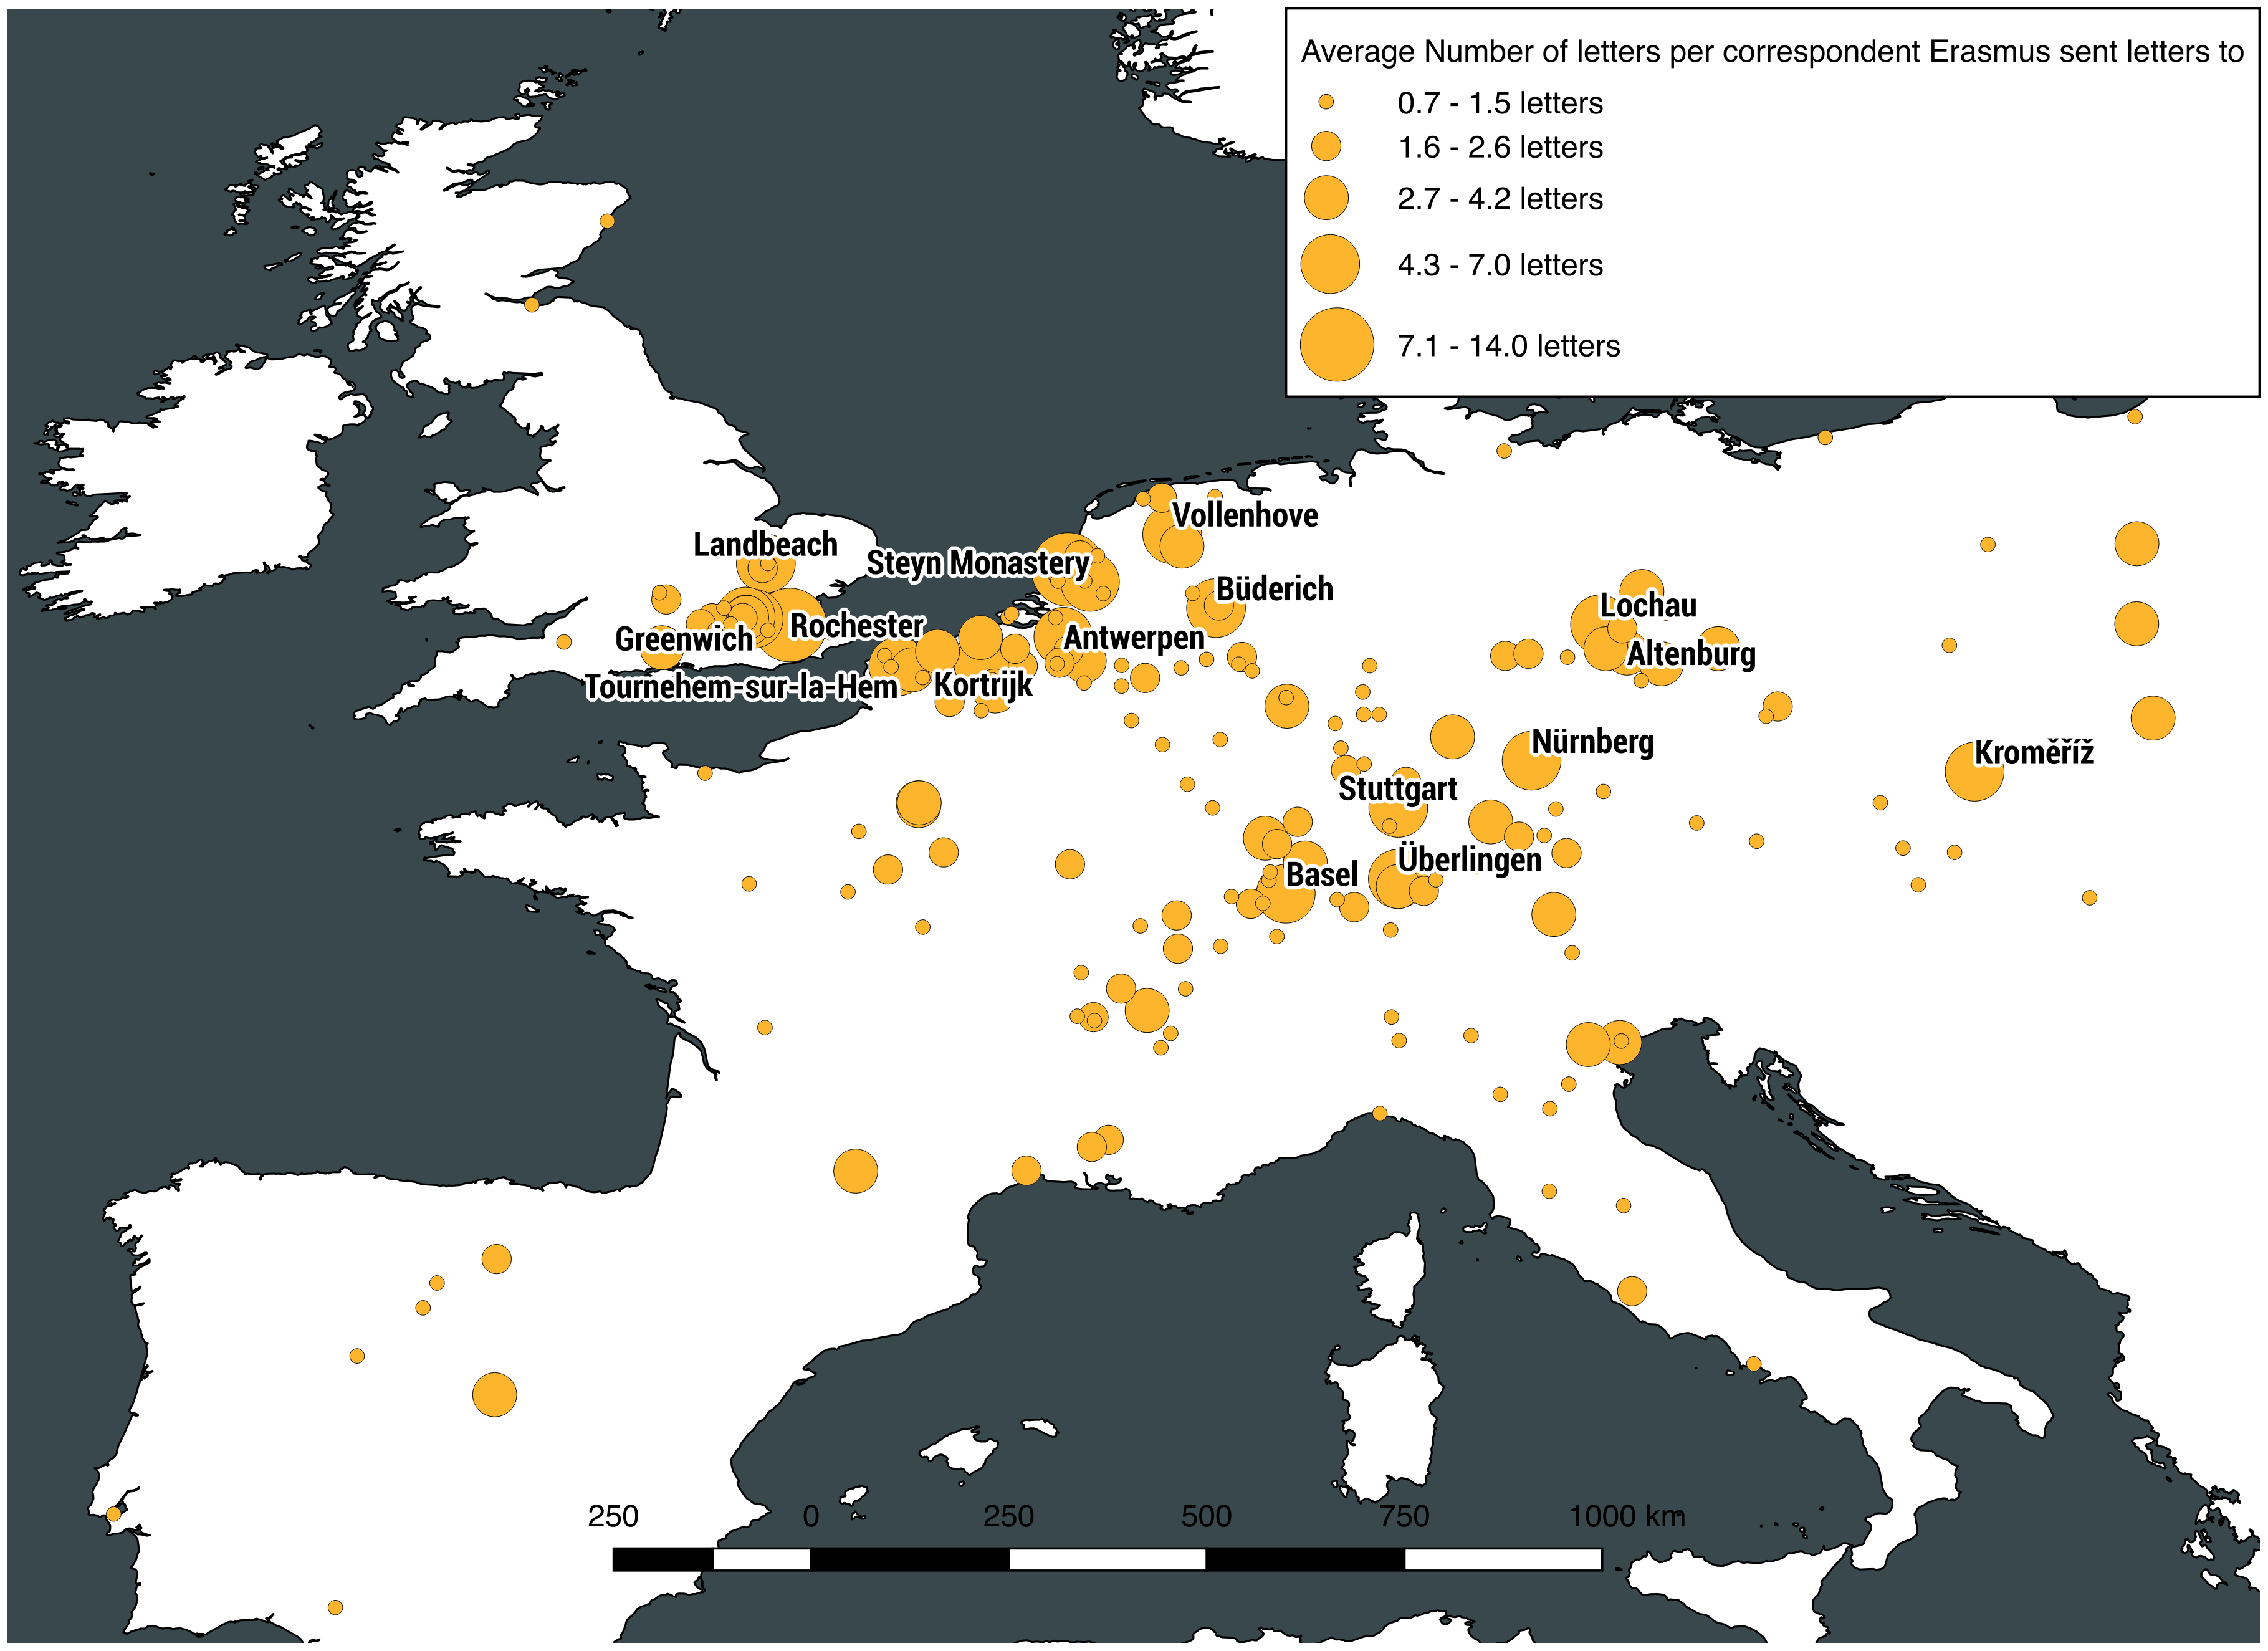 Average Number of letters per correspondent Erasmus sent letters to
0.7 - 1.5 letters
1.6 - 2.6 letters
2.7 - 4.2 letters
4.3 - 7.0 letters
7.1 - 14.0 letters
Vollenhove
Landbeach
Steyn Monastery
Büderich
Lochau
Rochester
Greenwich
Antwerpen
Altenburg
Tournehem-sur-la-Hem
Kortrijk
Nürnberg
Kroměříž
Stuttgart
Überlingen
Basel
250 0 250 500 750 1000 km